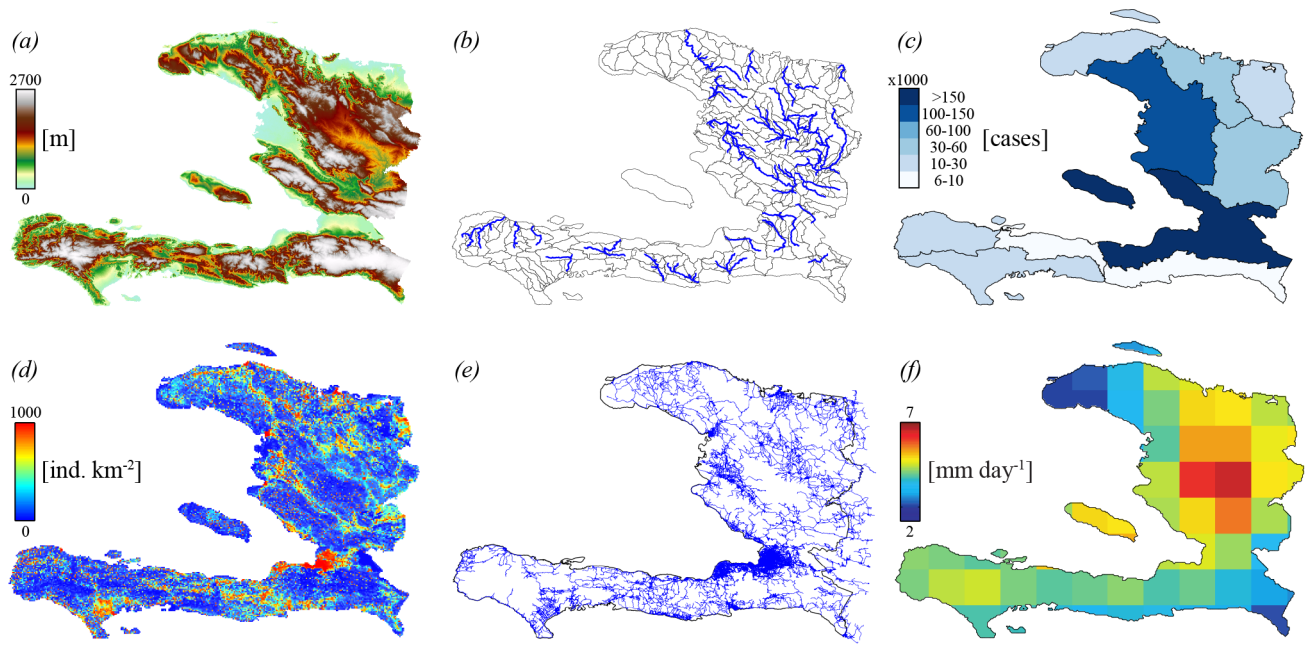 (a)
2700
[m]
0
(b)
(c)
x1000
>150
100-150
60-100
30-60
10-30
6-10
[cases]
(d)
1000
[ind. km-2]
0
(e)
(f)
7
[mm day-1]
2